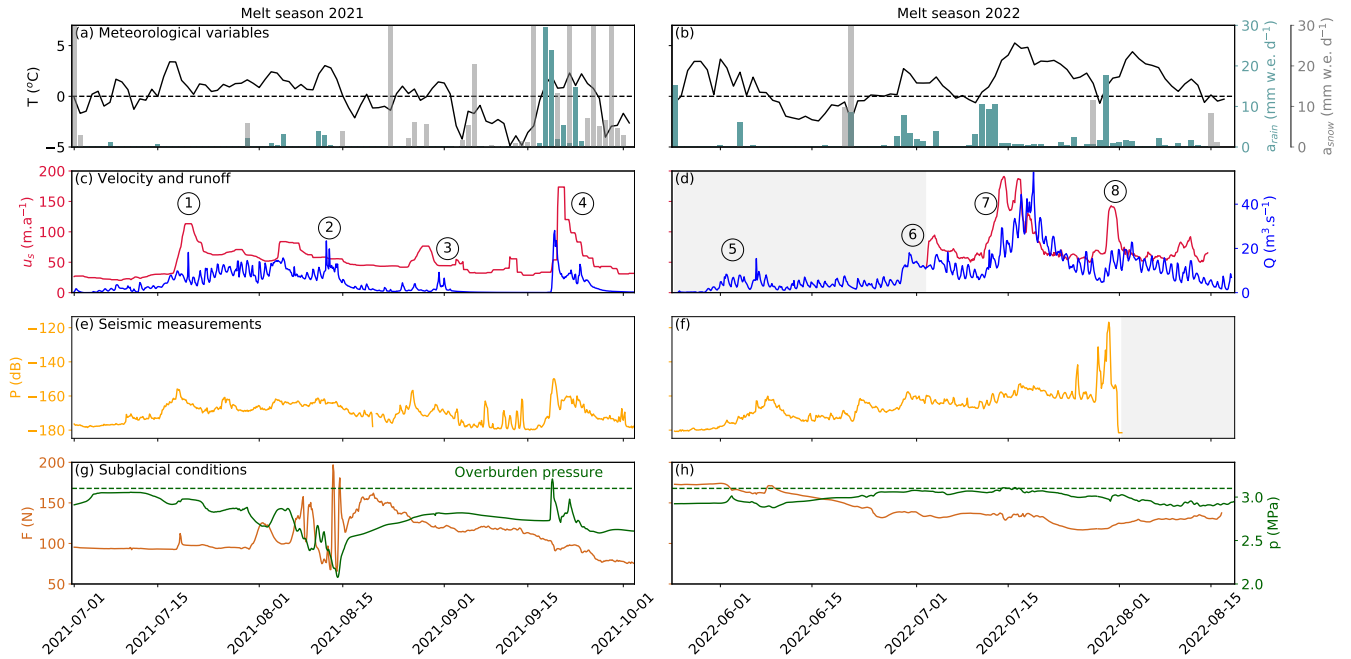 Melt season 2021
Melt season 2022
(a) Meteorological variables
(b)
T (°C)
5
0
−5
30
20
10
0
a_rain (mm w.e. d⁻¹)
30
20
10
0
a_snow (mm w.e. d⁻¹)
(c) Velocity and runoff
(d)
u_s (m.a⁻¹)
200
150
100
50
0
1
2
3
4
5
6
7
8
40
20
0
Q (m³.s⁻¹)
(e) Seismic measurements
(f)
P (dB)
−120
−140
−160
−180
(g) Subglacial conditions
Overburden pressure
(h)
F (N)
200
150
100
50
3.0
2.5
2.0
p (MPa)
2021-07-01
2021-07-15
2021-08-01
2021-08-15
2021-09-01
2021-09-15
2021-10-01
2022-06-01
2022-06-15
2022-07-01
2022-07-15
2022-08-01
2022-08-15